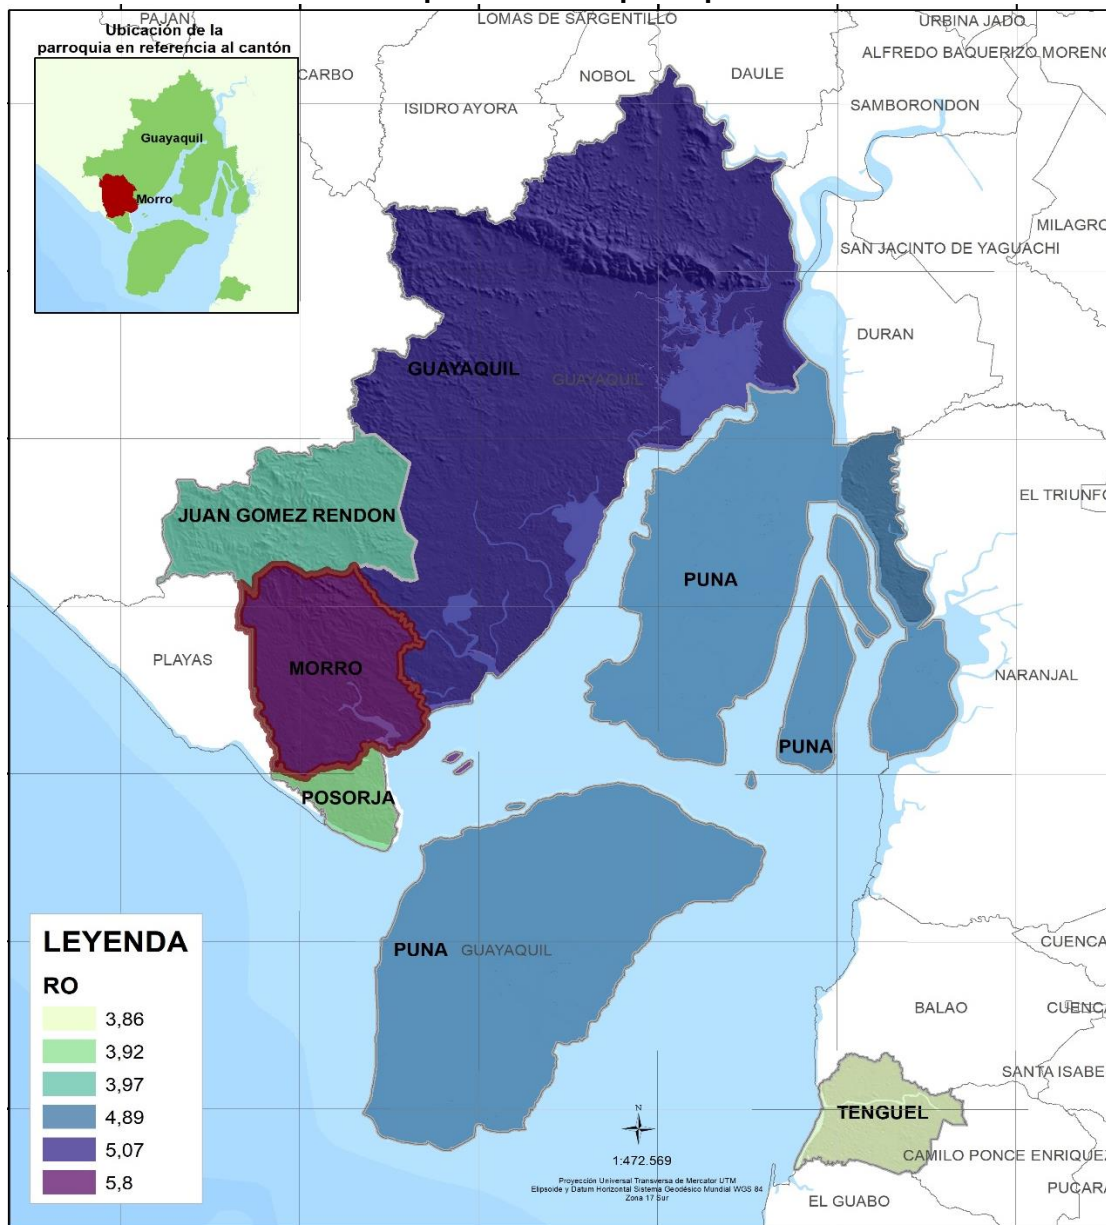 PAJAN
LOMAS DE SARGENTILLO
URBINA JADO
Ubicación de la
parroquia en referencia al cantón
ALFREDO BAQUERIZO MORENO
CARBO
NOBOL
DAULE
ISIDRO AYORA
SAMBORONDON
Guayaquil
Morro
MILAGRO
SAN JACINTO DE YAGUACHI
DURAN
GUAYAQUIL
GUAYAQUIL
EL TRIUNFO
JUAN GOMEZ RENDON
PUNA
PLAYAS
MORRO
NARANJAL
PUNA
POSORJA
LEYENDA
PUNA
GUAYAQUIL
CUENCA
RO
3,86
BALAO
CUENCA
3,92
3,97
SANTA ISABE
4,89
TENGUEL
N
5,07
1:472.569
CAMILO PONCE ENRIQUEZ
5,8
Proyección Universal Transversa de Mercator UTM
Elipsoide y Datum Horizontal Sistema Geodésico Mundial WGS 84
Zona 17 Sur
PUCARA
EL GUABO